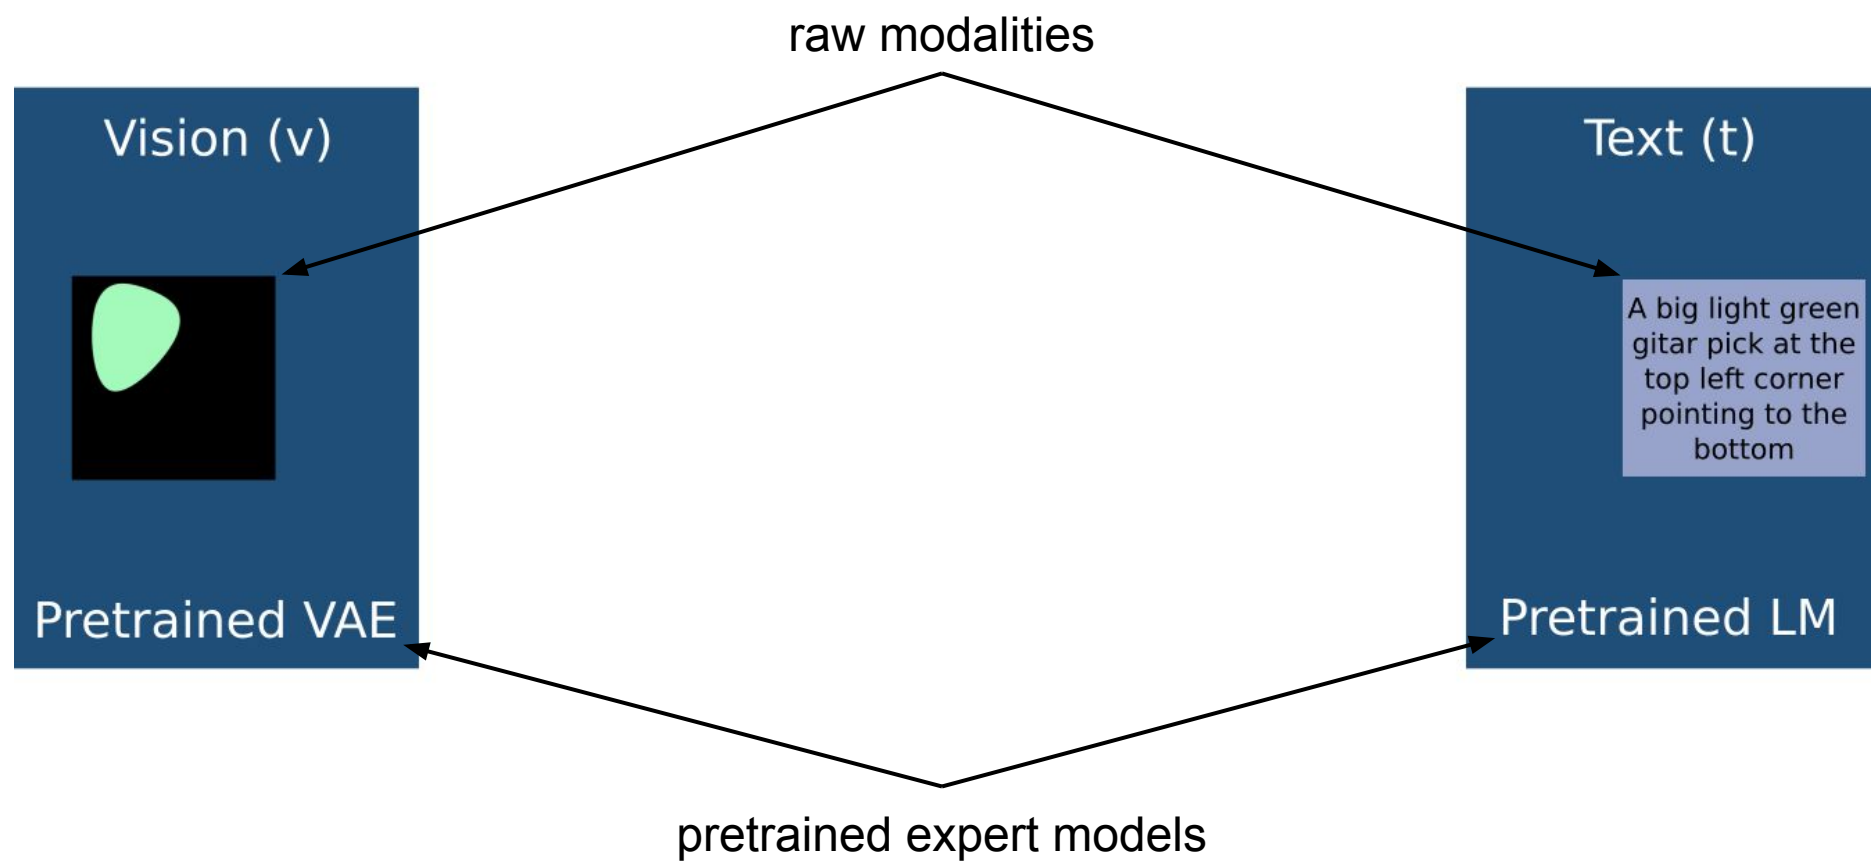 raw modalities
Vision (v)
Text (t)
A big light green
gitar pick at the
top left corner
pointing to the
bottom
Pretrained VAE
Pretrained LM
pretrained expert models